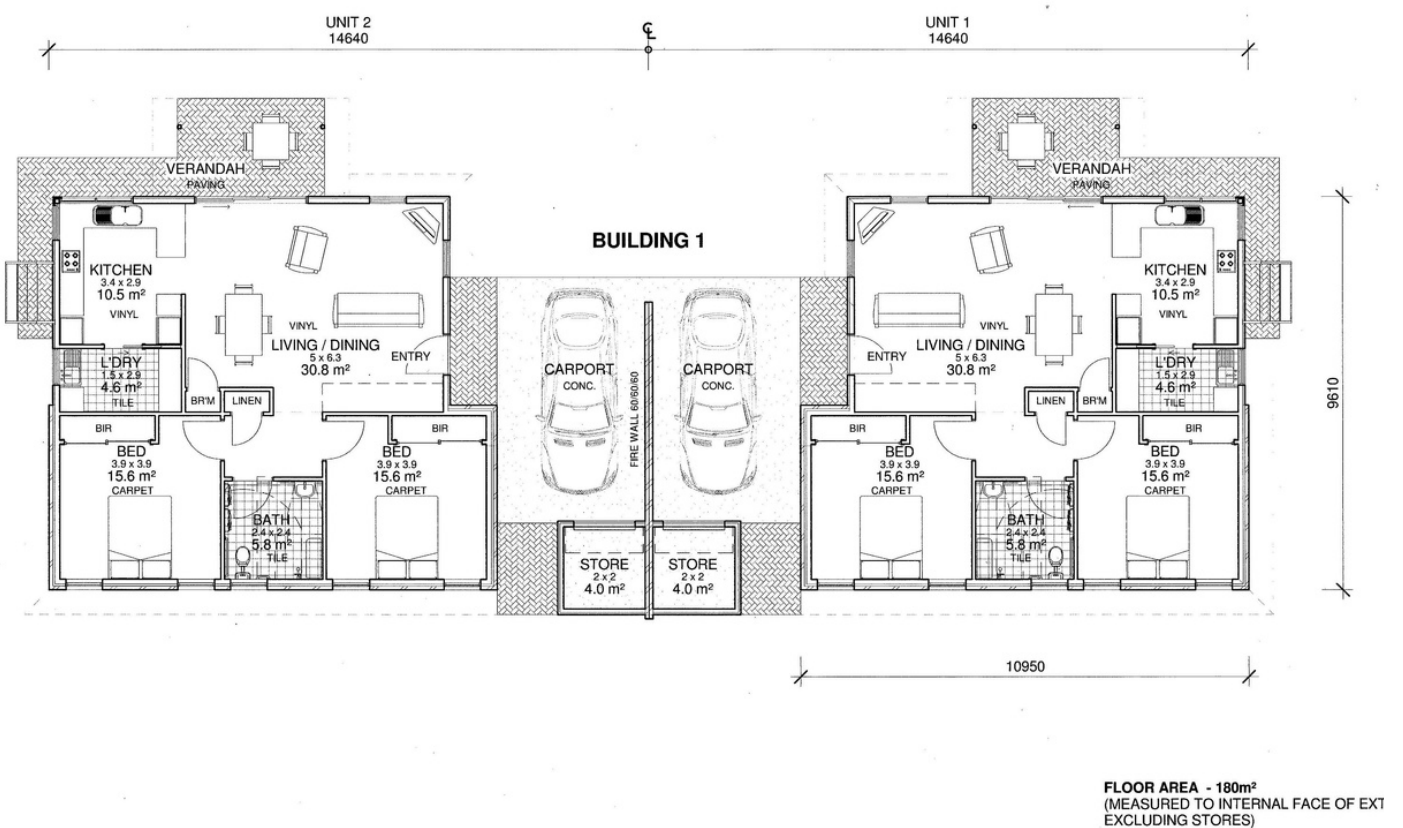 UNIT 2
14640
℄
UNIT 1
14640
VERANDAH
PAVING
VERANDAH
PAVING
BUILDING 1
KITCHEN
3.4 x 2.9
10.5 m²
VINYL
VINYL
LIVING / DINING
5 x 6.3
30.8 m²
ENTRY
L'DRY
1.5 x 2.9
4.6 m²
TILE
BR'M
LINEN
BIR
BED
3.9 x 3.9
15.6 m²
CARPET
BATH
2.4 x 2.4
5.8 m²
TILE
BIR
BED
3.9 x 3.9
15.6 m²
CARPET
CARPORT
CONC.
FIRE WALL 60/60/60
CARPORT
CONC.
STORE
2 x 2
4.0 m²
STORE
2 x 2
4.0 m²
ENTRY
VINYL
LIVING / DINING
5 x 6.3
30.8 m²
KITCHEN
3.4 x 2.9
10.5 m²
VINYL
L'DRY
1.5 x 2.9
4.6 m²
TILE
LINEN
BR'M
BIR
BED
3.9 x 3.9
15.6 m²
CARPET
BATH
2.4 x 2.4
5.8 m²
TILE
BIR
BED
3.9 x 3.9
15.6 m²
CARPET
9610
10950
FLOOR AREA - 180m²
(MEASURED TO INTERNAL FACE OF EXT
EXCLUDING STORES)